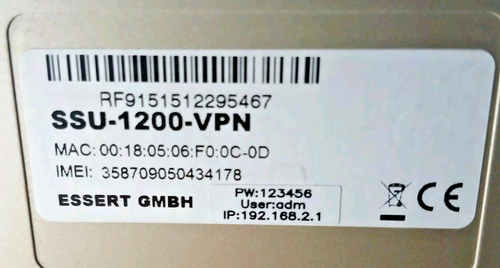 RF9151512295467
SSU-1200-VPN
MAC: 00:18:05:06:F0:0C-0D
IMEI: 358709050434178
ESSERT GMBH
PW:123456
User:adm
IP:192.168.2.1
CE